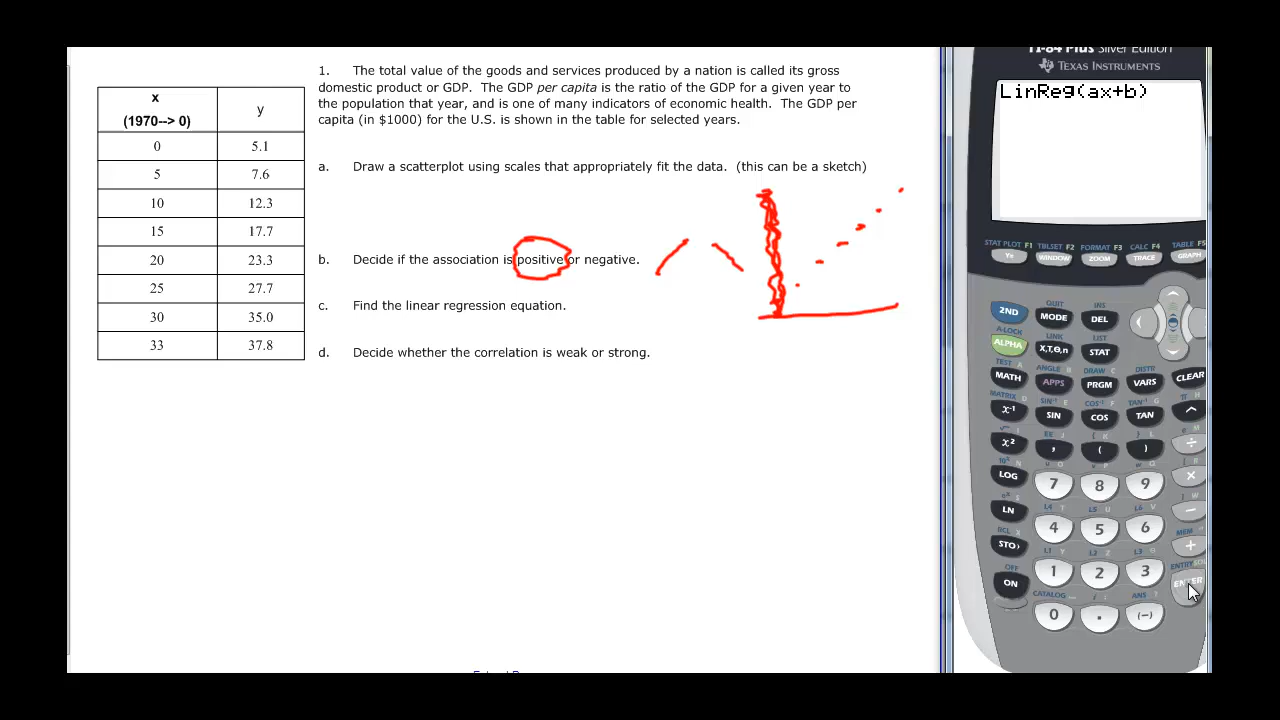 1. The total value of the goods and services produced by a nation is called its gross
domestic product or GDP. The GDP per capita is the ratio of the GDP for a given year to
the population that year, and is one of many indicators of economic health. The GDP per
capita (in $1000) for the U.S. is shown in the table for selected years.
x y
(1970--> 0)
0 5.1
5 7.6
10 12.3
15 17.7
20 23.3
25 27.7
30 35.0
33 37.8
a. Draw a scatterplot using scales that appropriately fit the data. (this can be a sketch)
b. Decide if the association is positive or negative.
c. Find the linear regression equation.
d. Decide whether the correlation is weak or strong.
TI-84 Plus Silver Edition
TEXAS INSTRUMENTS
LinReg(ax+b)
STAT PLOT F1 TBLSET F2 FORMAT F3 CALC F4 TABLE F5
Y= WINDOW ZOOM TRACE GRAPH
QUIT INS
2ND MODE DEL
A-LOCK LINK LIST
ALPHA X,T,Θ,n STAT
TEST A ANGLE B DRAW C DISTR
MATH APPS PRGM VARS CLEAR
MATRIX D SIN⁻¹ E COS⁻¹ F TAN⁻¹ G π H
x⁻¹ SIN COS TAN ^
√ I EE J { K } L e M
x² , ( ) ÷
10ˣ N u O v P w Q [ R
LOG 7 8 9 ×
eˣ S L4 T L5 U L6 V ] W
LN 4 5 6 −
RCL X L1 Y L2 Z L3 θ MEM "
STO› 1 2 3 +
OFF CATALOG i : ANS ? ENTRY SOLVE
ON 0 . (−) ENTER